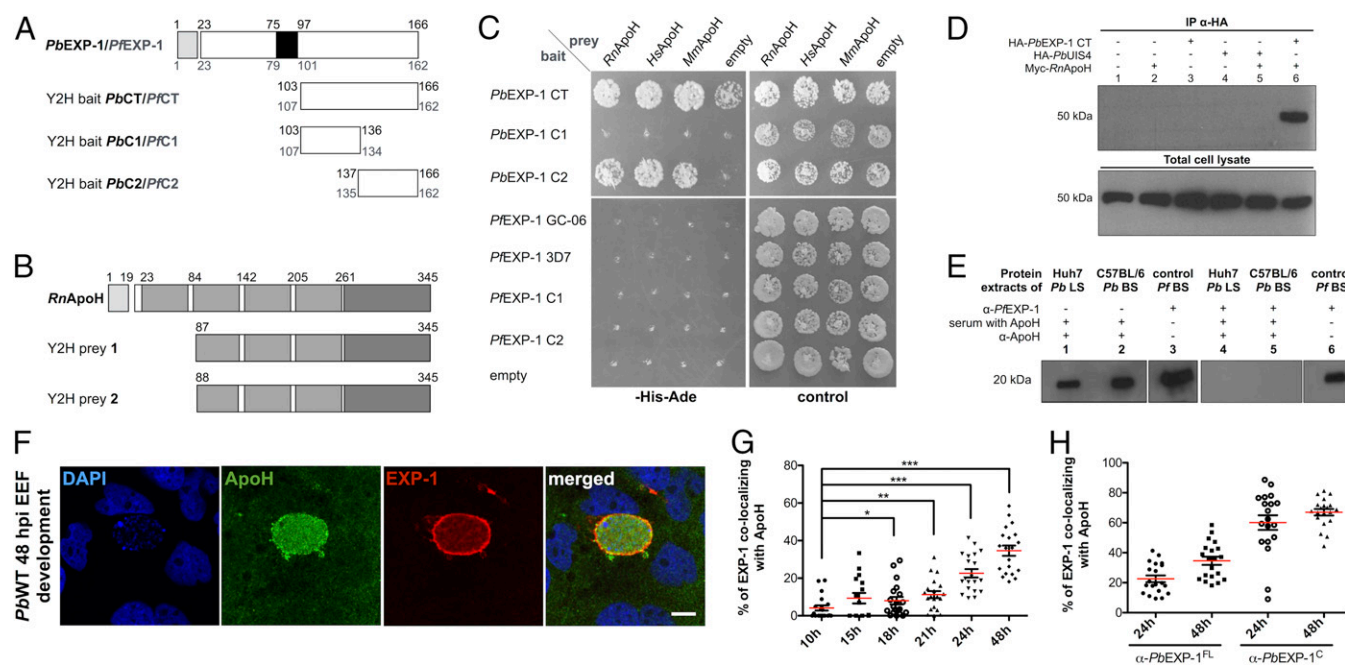 A
1 23 75 97 166
PbEXP-1/PfEXP-1
1 23 79 101 162
103 166
Y2H bait PbCT/PfCT
107 162
103 136
Y2H bait PbC1/PfC1
107 134
137 166
Y2H bait PbC2/PfC2
135 162
B
1 19 23 84 142 205 261 345
RnApoH
87 345
Y2H prey 1
88 345
Y2H prey 2
C
prey
bait
RnApoH HsApoH MmApoH empty RnApoH HsApoH MmApoH empty
PbEXP-1 CT
PbEXP-1 C1
PbEXP-1 C2
PfEXP-1 GC-06
PfEXP-1 3D7
PfEXP-1 C1
PfEXP-1 C2
empty
-His-Ade control
D
IP α-HA
HA-PbEXP-1 CT - - + - - +
HA-PbUIS4 - - - + + -
Myc-RnApoH - + - - + +
1 2 3 4 5 6
50 kDa
Total cell lysate
50 kDa
E
Protein extracts of
Huh7 Pb LS
C57BL/6 Pb BS
control Pf BS
Huh7 Pb LS
C57BL/6 Pb BS
control Pf BS
α-PfEXP-1 - - + - - +
serum with ApoH + + - + + -
α-ApoH + + - + + -
1 2 3 4 5 6
20 kDa
F
PbWT 48 hpi EEF development
DAPI
ApoH
EXP-1
merged
G
% of EXP-1 co-localizing with ApoH
80
60
40
20
0
***
***
**
*
10h 15h 18h 21h 24h 48h
H
% of EXP-1 co-localizing with ApoH
100
80
60
40
20
0
24h 48h 24h 48h
α-PbEXP-1FL α-PbEXP-1C